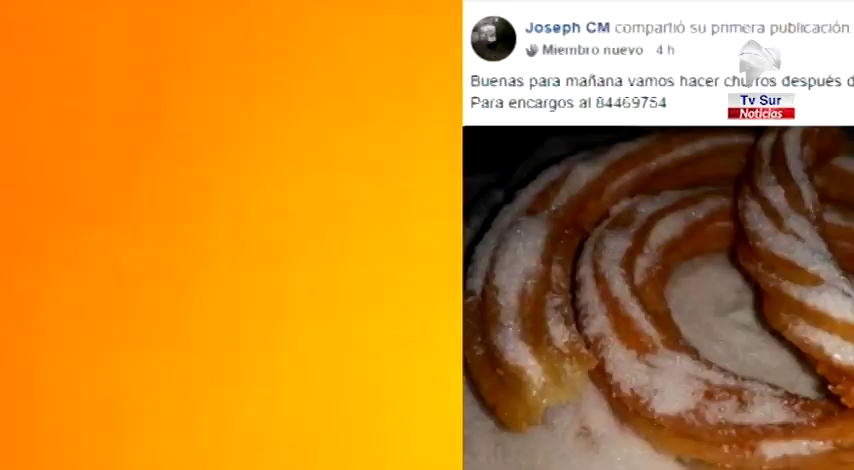 Joseph CM compartió su primera publicación.
Miembro nuevo 4 h
Buenas para mañana vamos hacer churros después d
Para encargos al 84469754
Tv Sur
Noticias